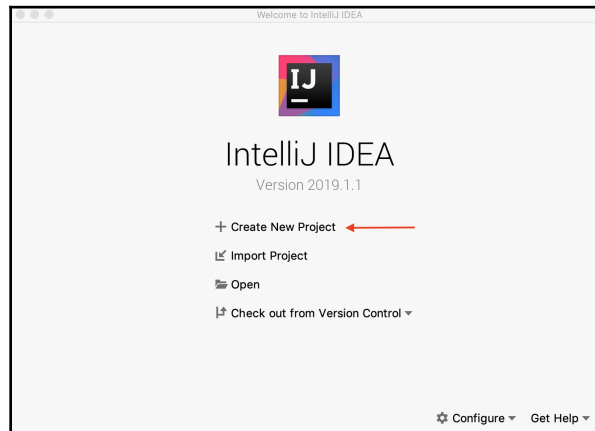 Welcome to IntelliJ IDEA
IJ
IntelliJ IDEA
Version 2019.1.1
Create New Project
Import Project
Open
Check out from Version Control
Configure Get Help